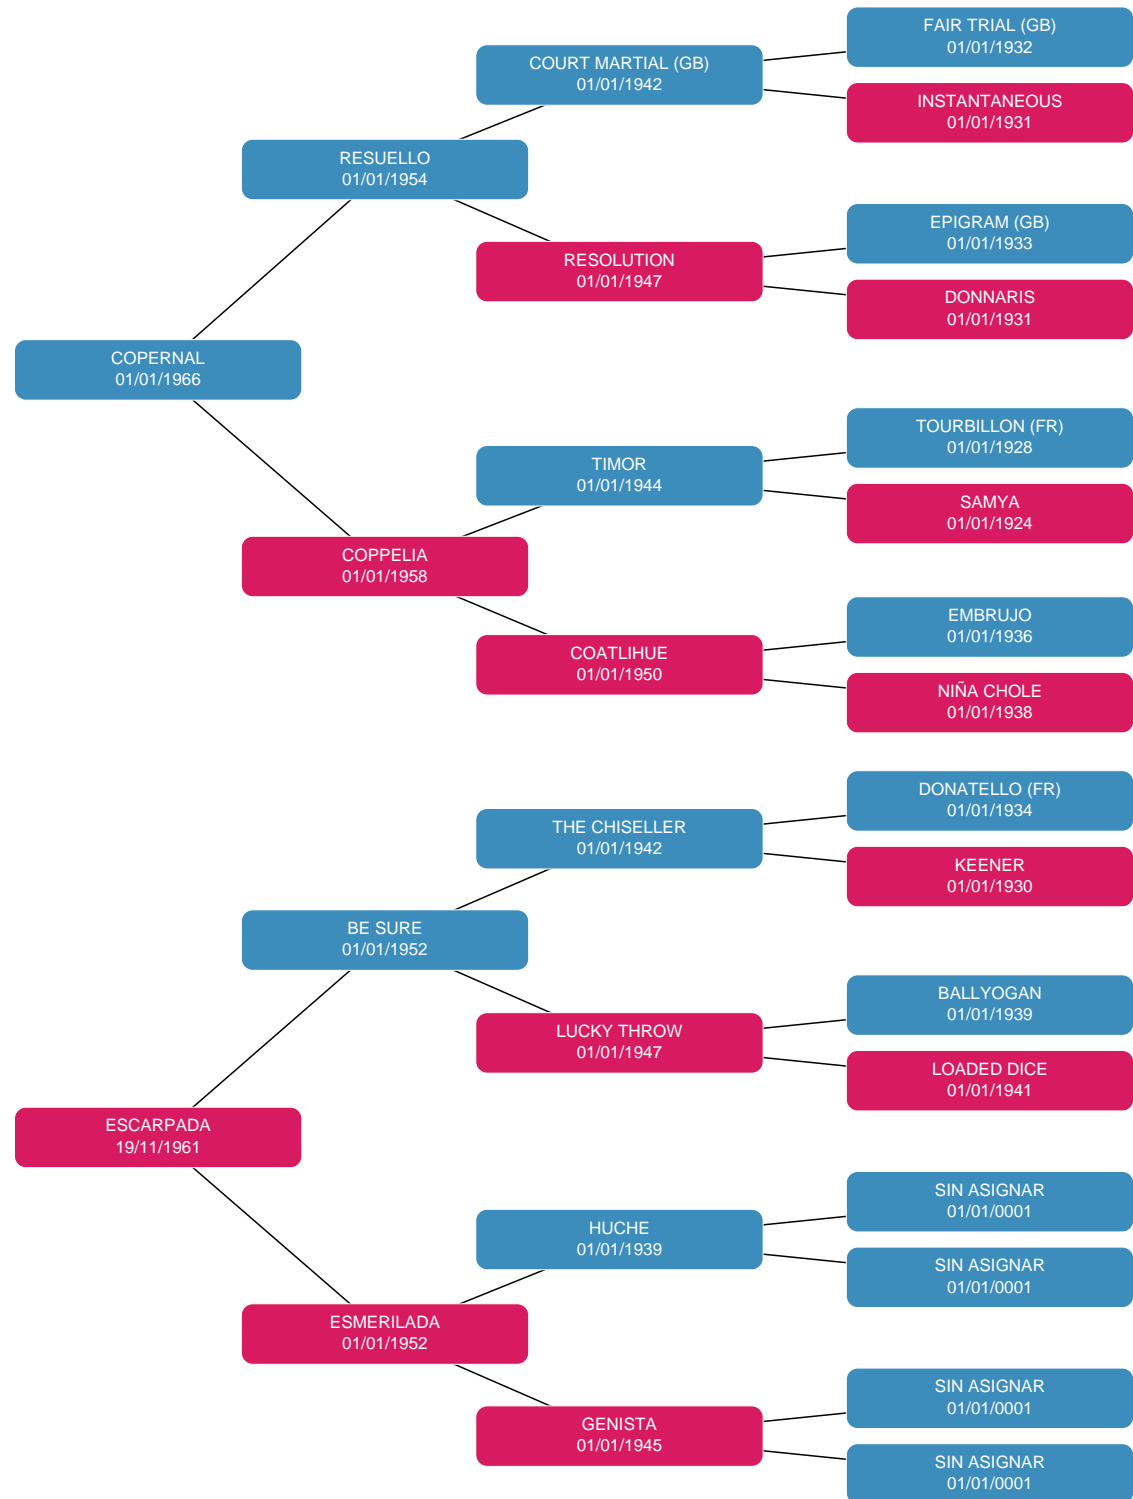 FAIR TRIAL (GB)
01/01/1932
COURT MARTIAL (GB)
01/01/1942
INSTANTANEOUS
01/01/1931
RESUELLO
01/01/1954
EPIGRAM (GB)
01/01/1933
RESOLUTION
01/01/1947
DONNARIS
01/01/1931
COPERNAL
01/01/1966
TOURBILLON (FR)
01/01/1928
TIMOR
01/01/1944
SAMYA
01/01/1924
COPPELIA
01/01/1958
EMBRUJO
01/01/1936
COATLIHUE
01/01/1950
NIÑA CHOLE
01/01/1938
DONATELLO (FR)
01/01/1934
THE CHISELLER
01/01/1942
KEENER
01/01/1930
BE SURE
01/01/1952
BALLYOGAN
01/01/1939
LUCKY THROW
01/01/1947
LOADED DICE
01/01/1941
ESCARPADA
19/11/1961
SIN ASIGNAR
01/01/0001
HUCHE
01/01/1939
SIN ASIGNAR
01/01/0001
ESMERILADA
01/01/1952
SIN ASIGNAR
01/01/0001
GENISTA
01/01/1945
SIN ASIGNAR
01/01/0001